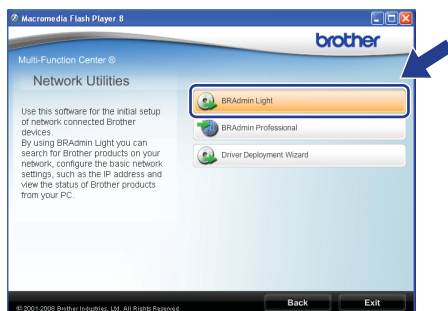 Macromedia Flash Player 8
brother
Multi-Function Center ®
Network Utilities
Use this software for the initial setup
of network connected Brother
devices.
By using BRAdmin Light you can
search for Brother products on your
network, configure the basic network
settings, such as the IP address and
view the status of Brother products
from your PC.
BRAdmin Light
BRAdmin Professional
Driver Deployment Wizard
© 2001-2008 Brother Industries, Ltd. All Rights Reserved.
Back
Exit